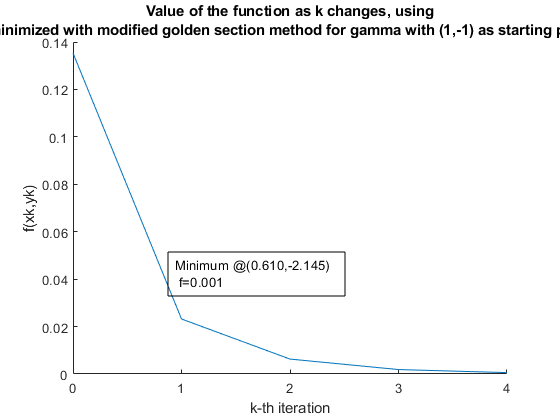 Value of the function as k changes, using
minimized with modified golden section method for gamma with (1,-1) as starting
0.14
0.12
0.1
0.08
0.06
0.04
0.02
0
f(xk,yk)
Minimum @(0.610,-2.145)
f=0.001
0 1 2 3 4
k-th iteration